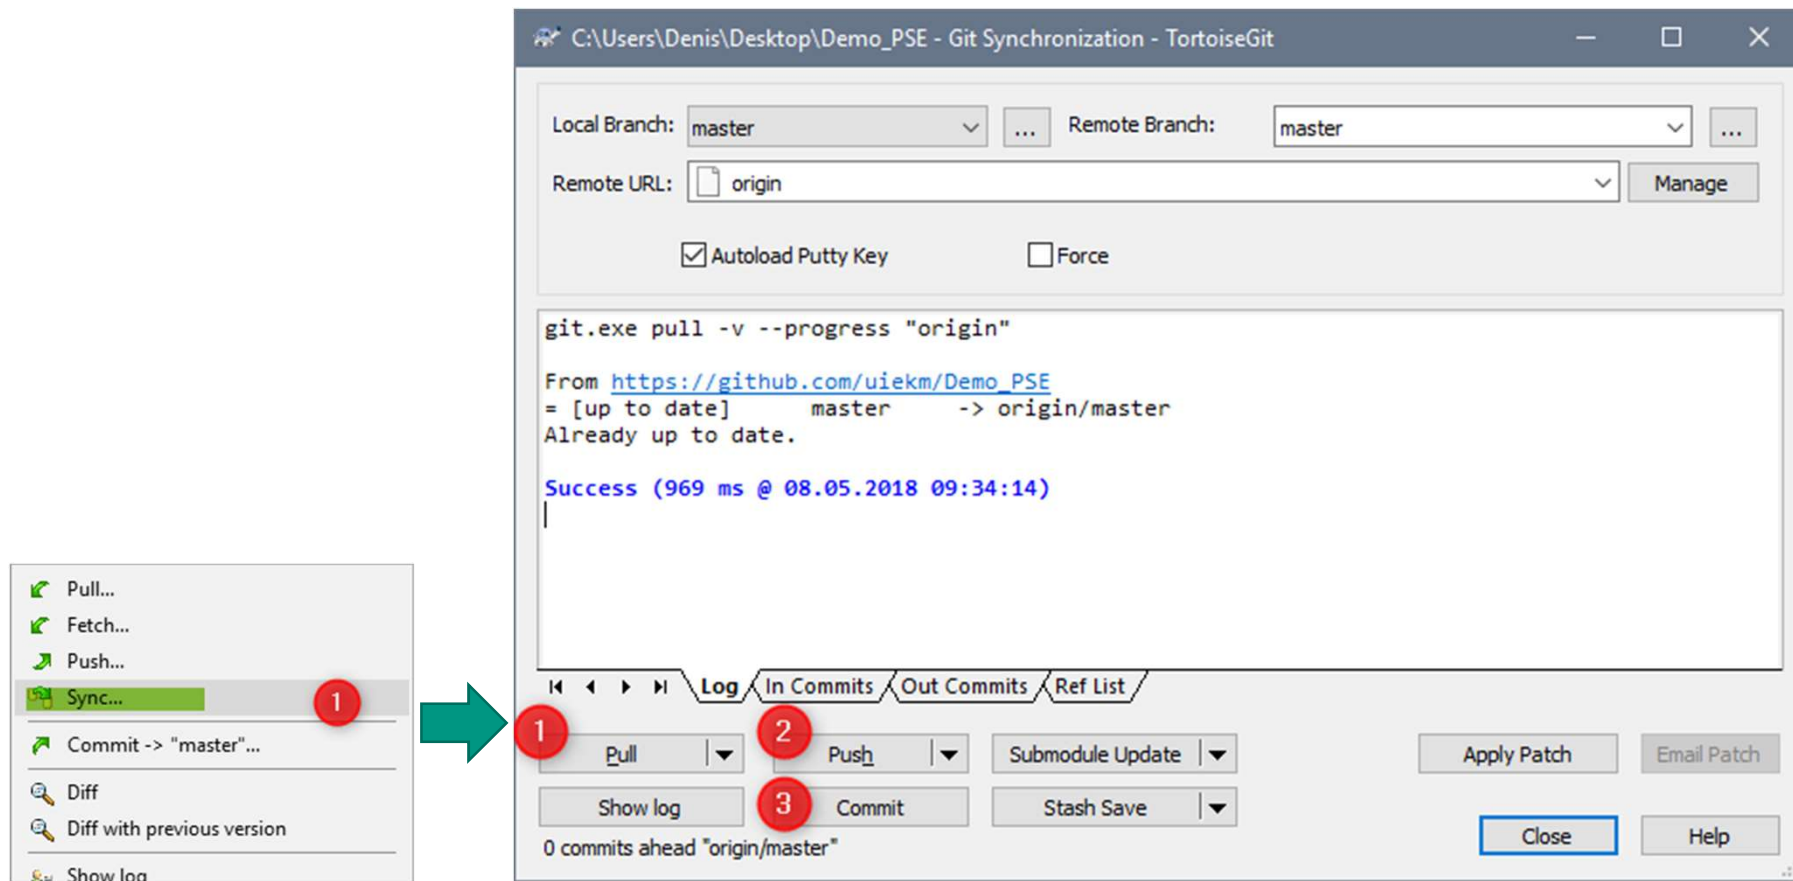 C:\Users\Denis\Desktop\Demo_PSE - Git Synchronization - TortoiseGit
Local Branch: master ... Remote Branch: master ...
Remote URL: origin Manage
Autoload Putty Key Force
git.exe pull -v --progress "origin"
From https://github.com/uiekm/Demo_PSE
= [up to date] master -> origin/master
Already up to date.
Success (969 ms @ 08.05.2018 09:34:14)
Log In Commits Out Commits Ref List
1 Pull 2 Push Submodule Update Apply Patch Email Patch
Show log 3 Commit Stash Save
0 commits ahead "origin/master" Close Help
Pull...
Fetch...
Push...
Sync... 1
Commit -> "master"...
Diff
Diff with previous version
Show log